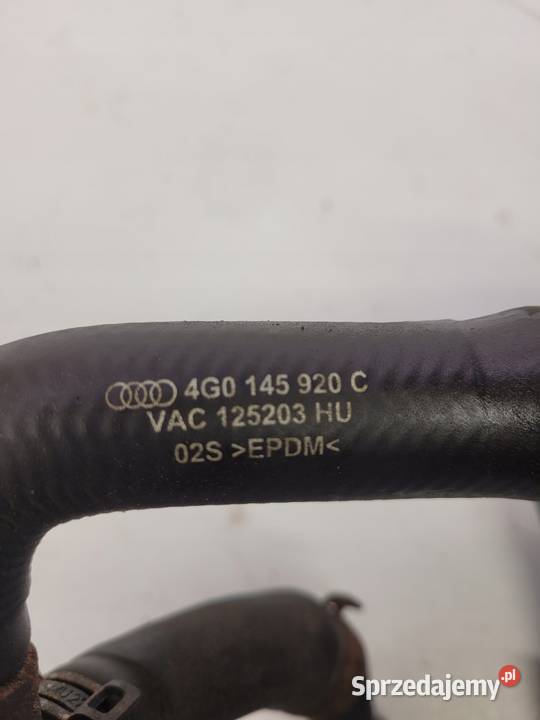 4G0 145 920 C
VAC 125203 HU
02S >EPDM<
Sprzedajemy.pl